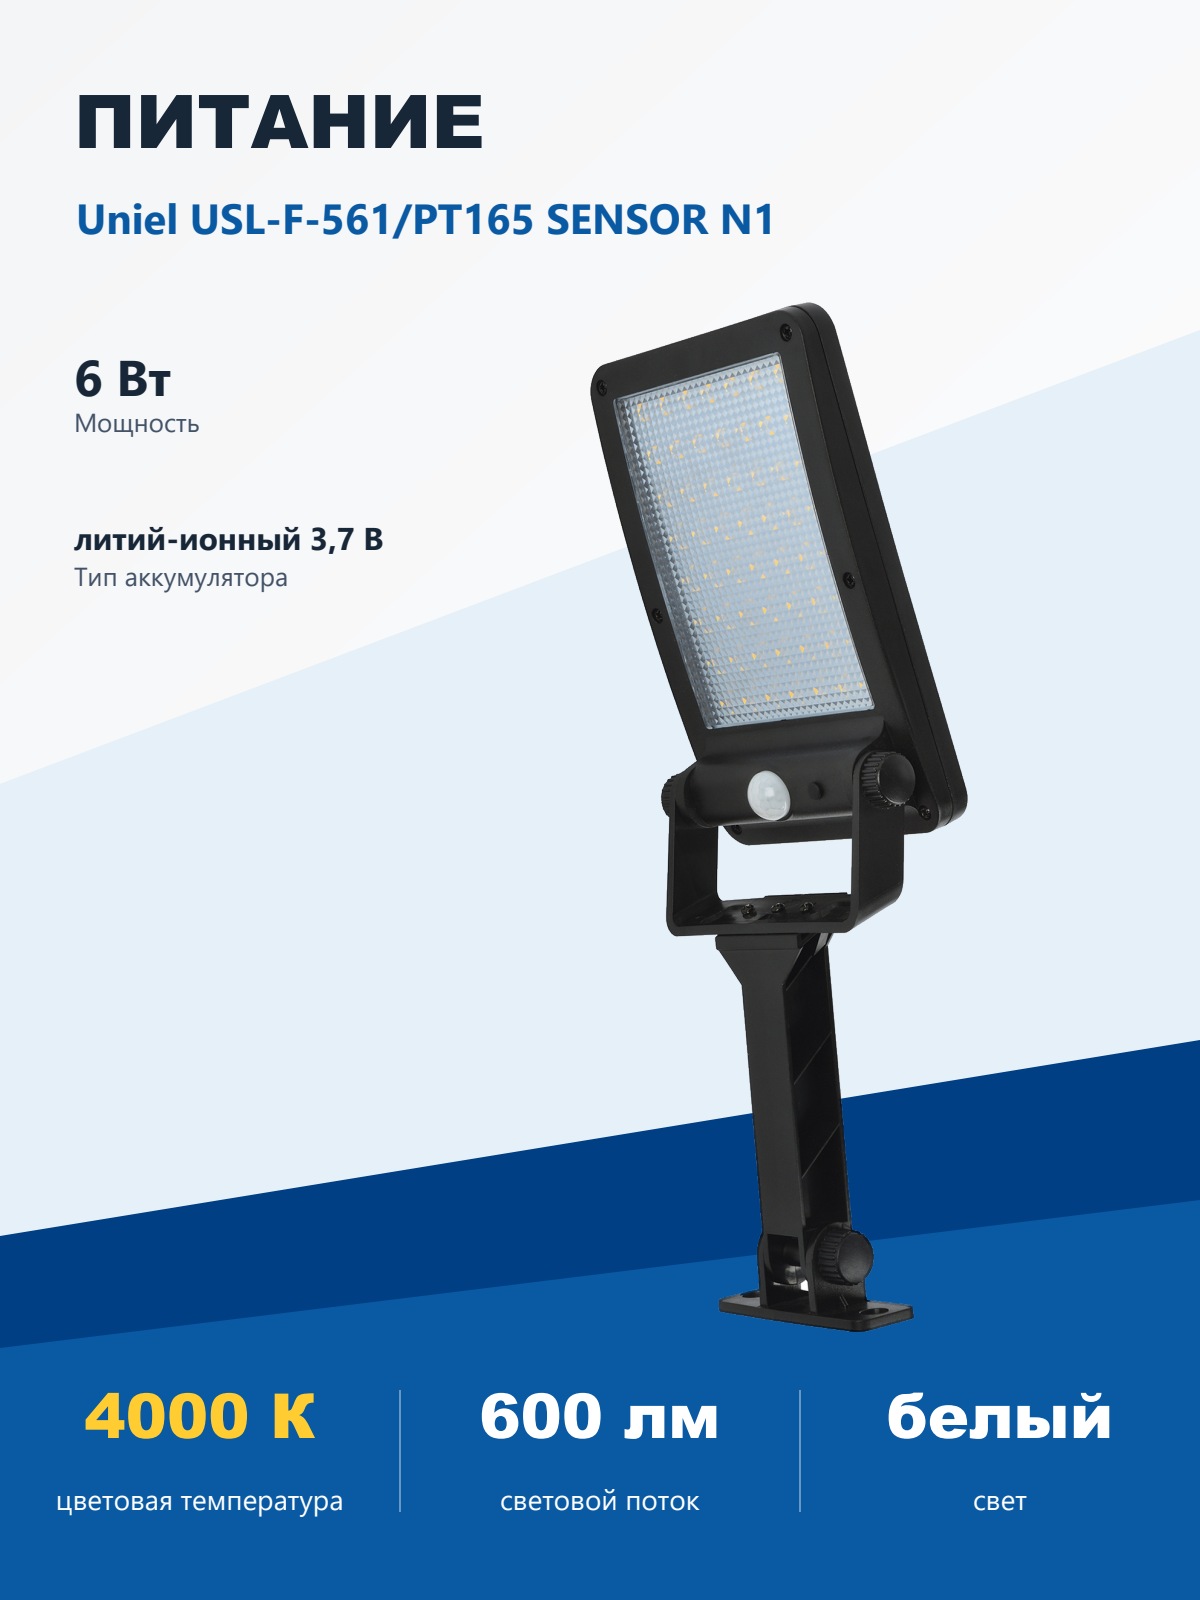 ПИТАНИЕ
Uniel USL-F-561/PT165 SENSOR N1
6 Вт
Мощность
литий-ионный 3,7 В
Тип аккумулятора
4000 К
цветовая температура
600 лм
световой поток
белый
свет